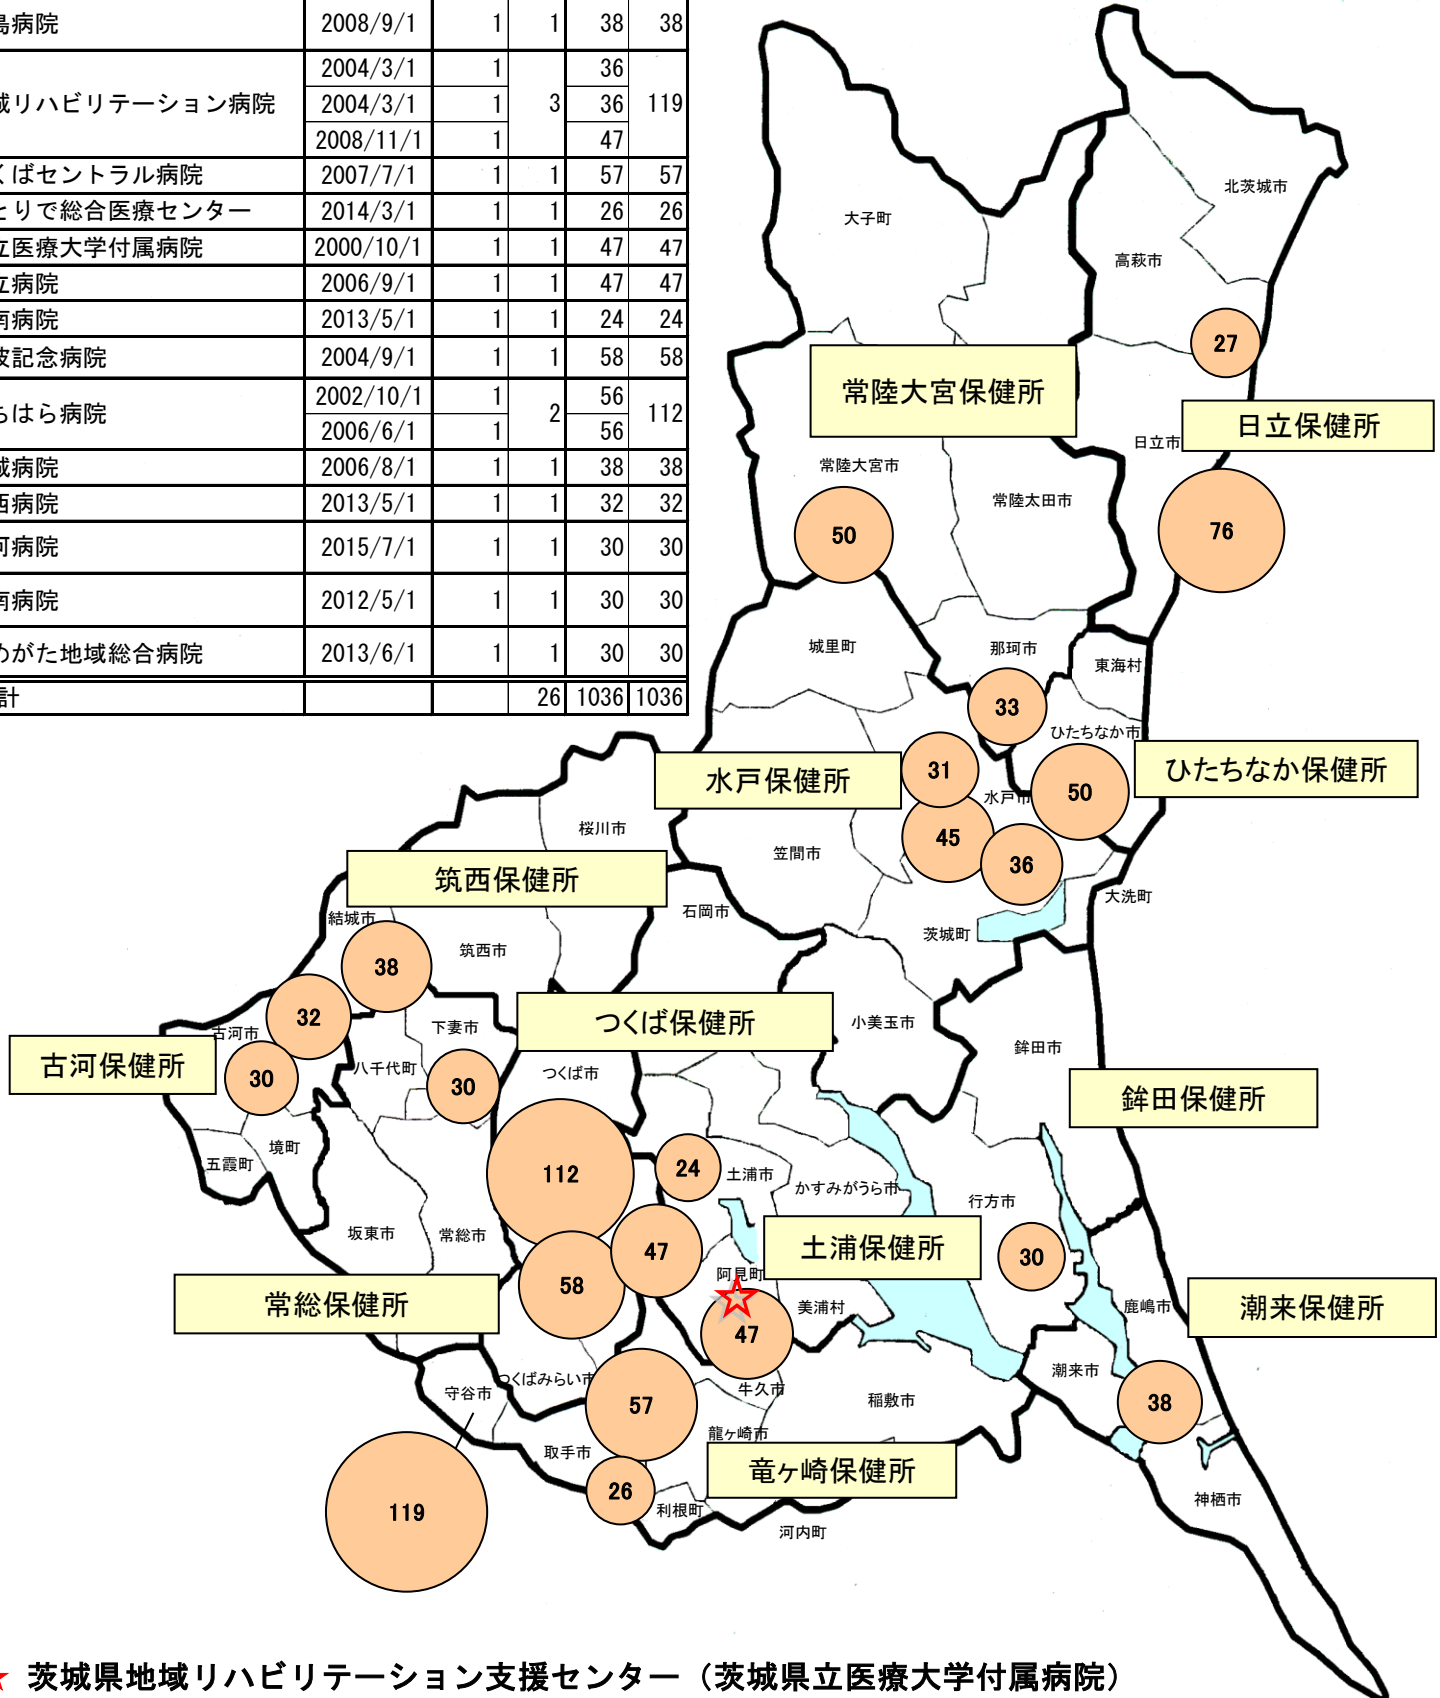 島病院 2008/9/1 1 1 38 38
2004/3/1 1 36
城リハビリテーション病院 2004/3/1 1 3 36 119
2008/11/1 1 47
くばセントラル病院 2007/7/1 1 1 57 57
とりで総合医療センター 2014/3/1 1 1 26 26
立医療大学付属病院 2000/10/1 1 1 47 47
立病院 2006/9/1 1 1 47 47
南病院 2013/5/1 1 1 24 24
波記念病院 2004/9/1 1 1 58 58
2002/10/1 1 56
ちはら病院 2 112
2006/6/1 1 56
城病院 2006/8/1 1 1 38 38
西病院 2013/5/1 1 1 32 32
河病院 2015/7/1 1 1 30 30
南病院 2012/5/1 1 1 30 30
めがた地域総合病院 2013/6/1 1 1 30 30
計 26 1036 1036
北茨城市
大子町
高萩市
27
常陸大宮保健所
日立保健所
日立市
常陸大宮市
常陸太田市
50
76
城里町
那珂市
東海村
33
ひたちなか市
水戸保健所
31
ひたちなか保健所
水戸市
50
桜川市
45
笠間市
36
筑西保健所
大洗町
結城市
石岡市
茨城町
筑西市
38
32
古河市
下妻市
つくば保健所
小美玉市
鉾田市
古河保健所
八千代町
つくば市
30
30
鉾田保健所
境町
五霞町
112
24
土浦市
かすみがうら市
行方市
坂東市
常総市
47
土浦保健所
30
阿見町
58
常総保健所
美浦村
鹿嶋市
潮来保健所
47
潮来市
つくばみらい市
守谷市
牛久市
稲敷市
57
38
龍ヶ崎市
取手市
竜ヶ崎保健所
26
神栖市
119
利根町
河内町
☆ 茨城県地域リハビリテーション支援センター（茨城県立医療大学付属病院）